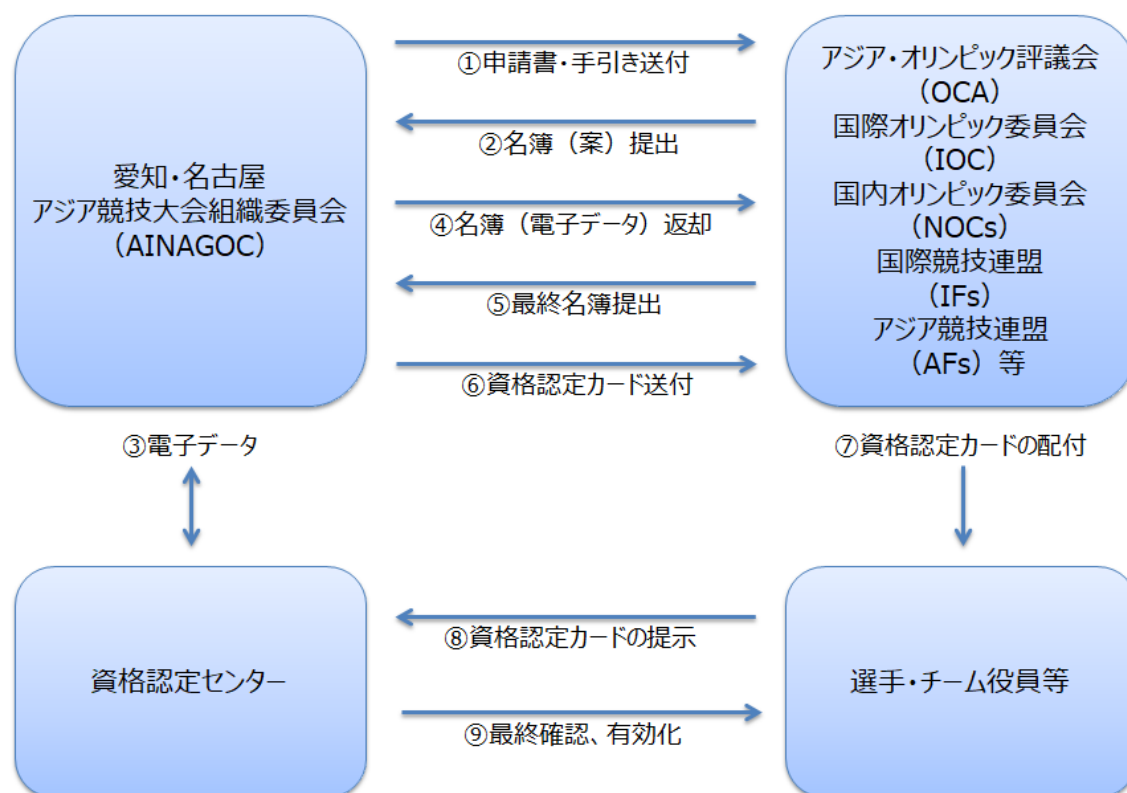 ①申請書・手引き送付
②名簿（案）提出
④名簿（電子データ）返却
⑤最終名簿提出
⑥資格認定カード送付
愛知・名古屋
アジア競技大会組織委員会
（AINAGOC）
アジア・オリンピック評議会
（OCA）
国際オリンピック委員会
（IOC）
国内オリンピック委員会
（NOCs）
国際競技連盟
（IFs）
アジア競技連盟
（AFs）等
③電子データ
⑦資格認定カードの配付
資格認定センター
⑧資格認定カードの提示
⑨最終確認、有効化
選手・チーム役員等